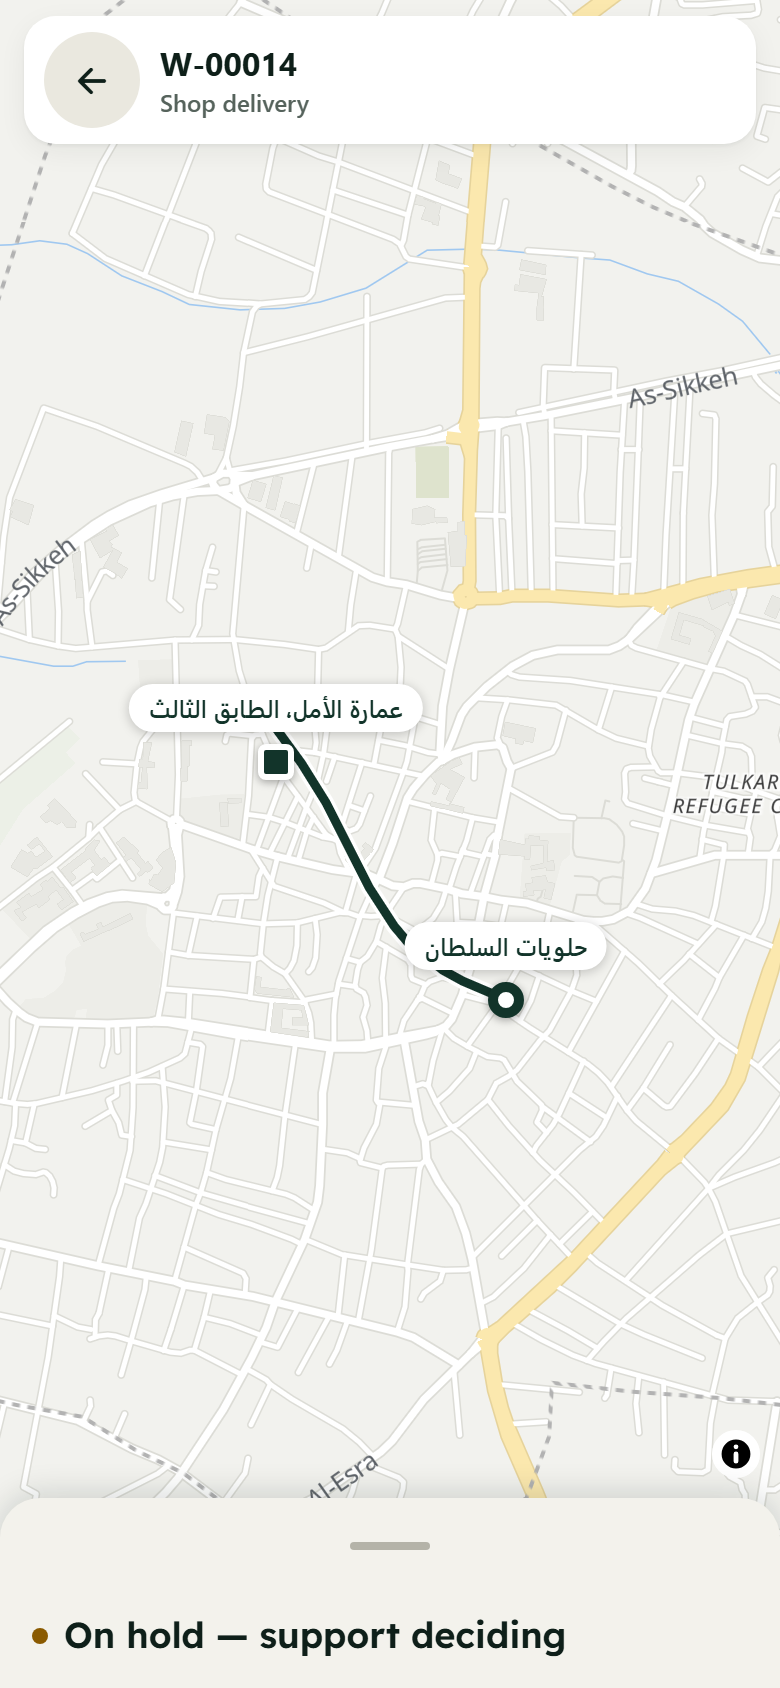 W-00014
Shop delivery
As-Sikkeh
As-Sikkeh
عمارة الأمل، الطابق الثالث
TULKAR
REFUGEE C
حلويات السلطان
Al-Esra
On hold — support deciding